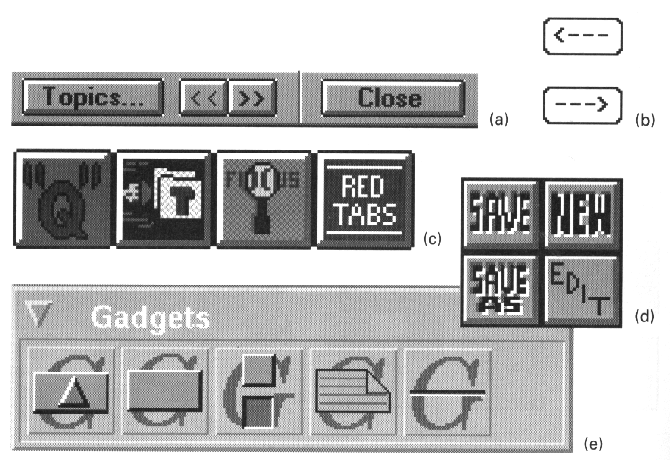 <---
Topics... << >> Close
(a)
--->
(b)
Q
T
FOCUS
RED
TABS
(c)
SAVE NEW
SAVE
AS
EDIT
(d)
Gadgets
G G G G G
(e)